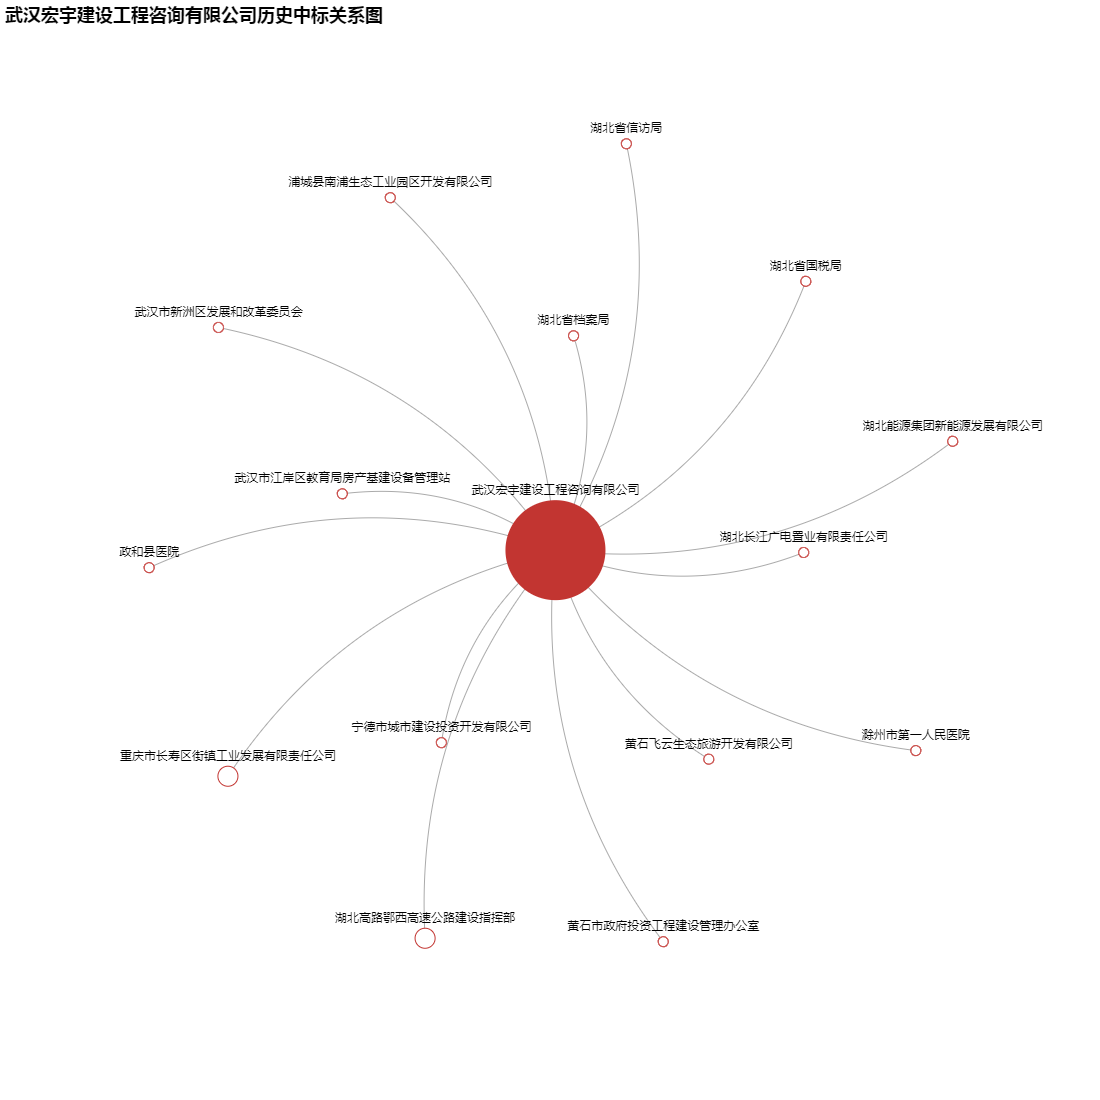 武汉宏宇建设工程咨询有限公司历史中标关系图
湖北省信访局
浦城县南浦生态工业园区开发有限公司
湖北省国税局
武汉市新洲区发展和改革委员会
湖北省档案局
湖北能源集团新能源发展有限公司
武汉市江岸区教育局房产基建设备管理站
武汉宏宇建设工程咨询有限公司
湖北长江广电置业有限责任公司
政和县医院
宁德市城市建设投资开发有限公司
滁州市第一人民医院
黄石飞云生态旅游开发有限公司
重庆市长寿区街镇工业发展有限责任公司
湖北高路鄂西高速公路建设指挥部
黄石市政府投资工程建设管理办公室